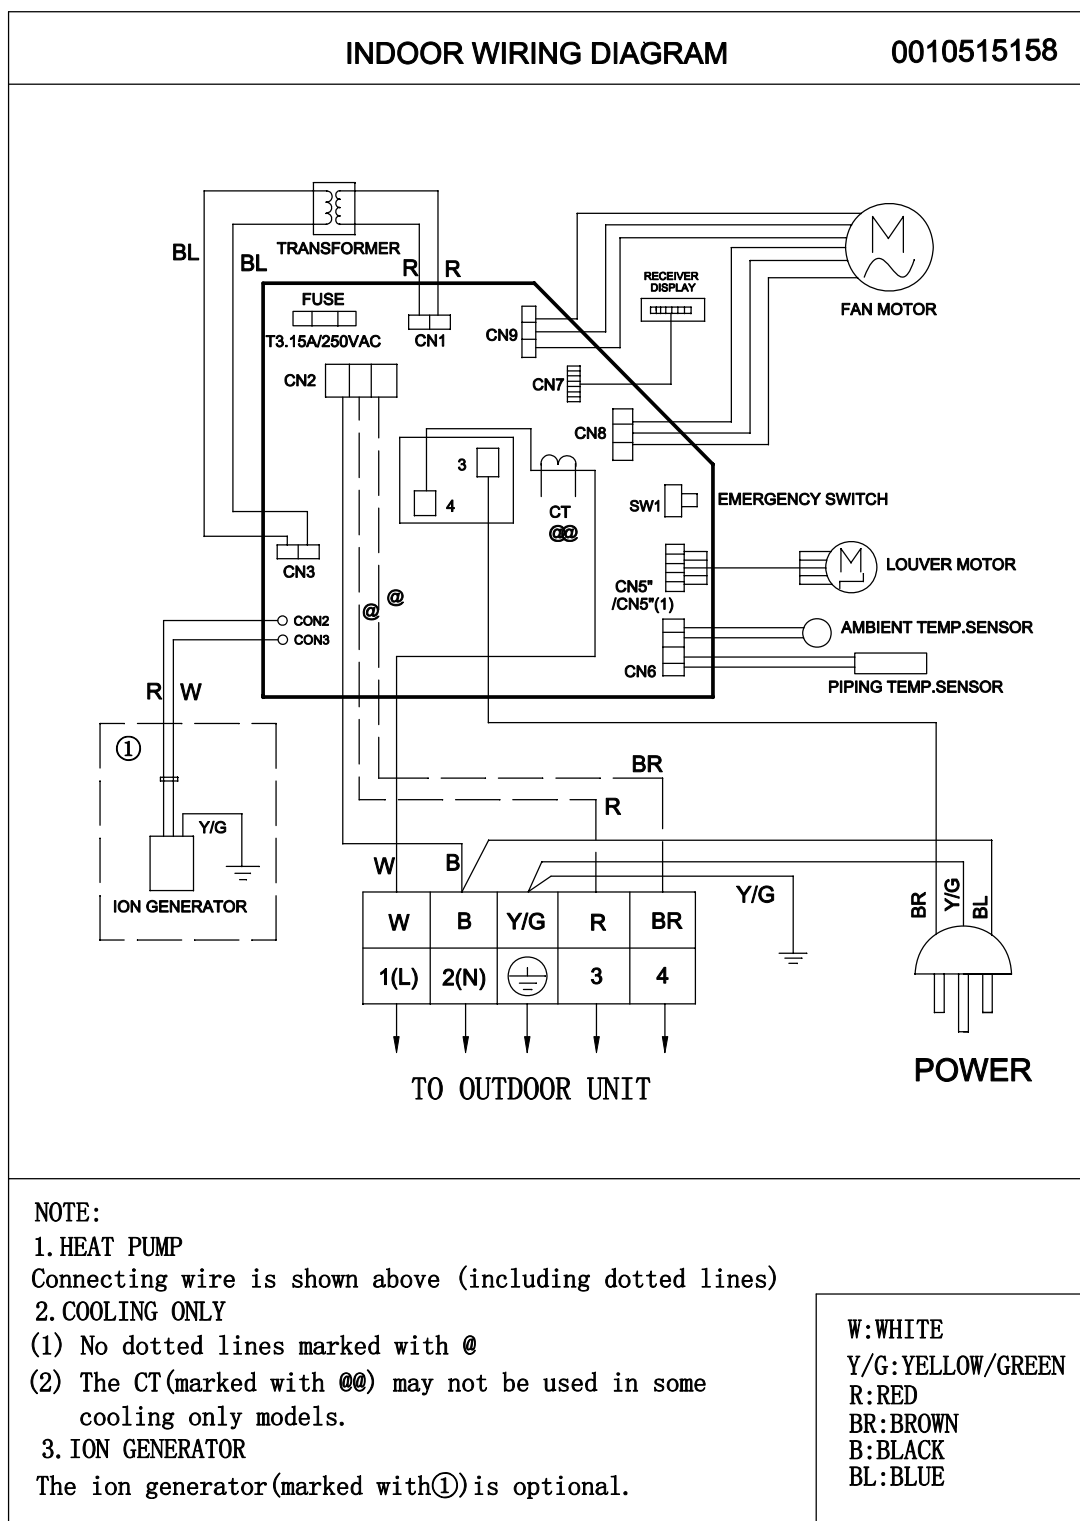 INDOOR WIRING DIAGRAM
0010515158
TRANSFORMER
BL
BL
R
R
FUSE
T3.15A/250VAC
CN1
CN9
RECEIVER
DISPLAY
M
FAN MOTOR
CN2
CN7
CN8
3
4
CT
@@
SW1
EMERGENCY SWITCH
CN3
CN5"
/CN5"(1)
M
LOUVER MOTOR
@
@
CON2
CON3
CN6
AMBIENT TEMP.SENSOR
PIPING TEMP.SENSOR
R
W
①
Y/G
ION GENERATOR
BR
R
W
B
Y/G
BR
Y/G
BL
W
B
Y/G
R
BR
1(L)
2(N)
3
4
TO OUTDOOR UNIT
POWER
NOTE:
1.HEAT PUMP
Connecting wire is shown above (including dotted lines)
2.COOLING ONLY
(1) No dotted lines marked with @
(2) The CT(marked with @@) may not be used in some
cooling only models.
3.ION GENERATOR
The ion generator(marked with①)is optional.
W:WHITE
Y/G:YELLOW/GREEN
R:RED
BR:BROWN
B:BLACK
BL:BLUE